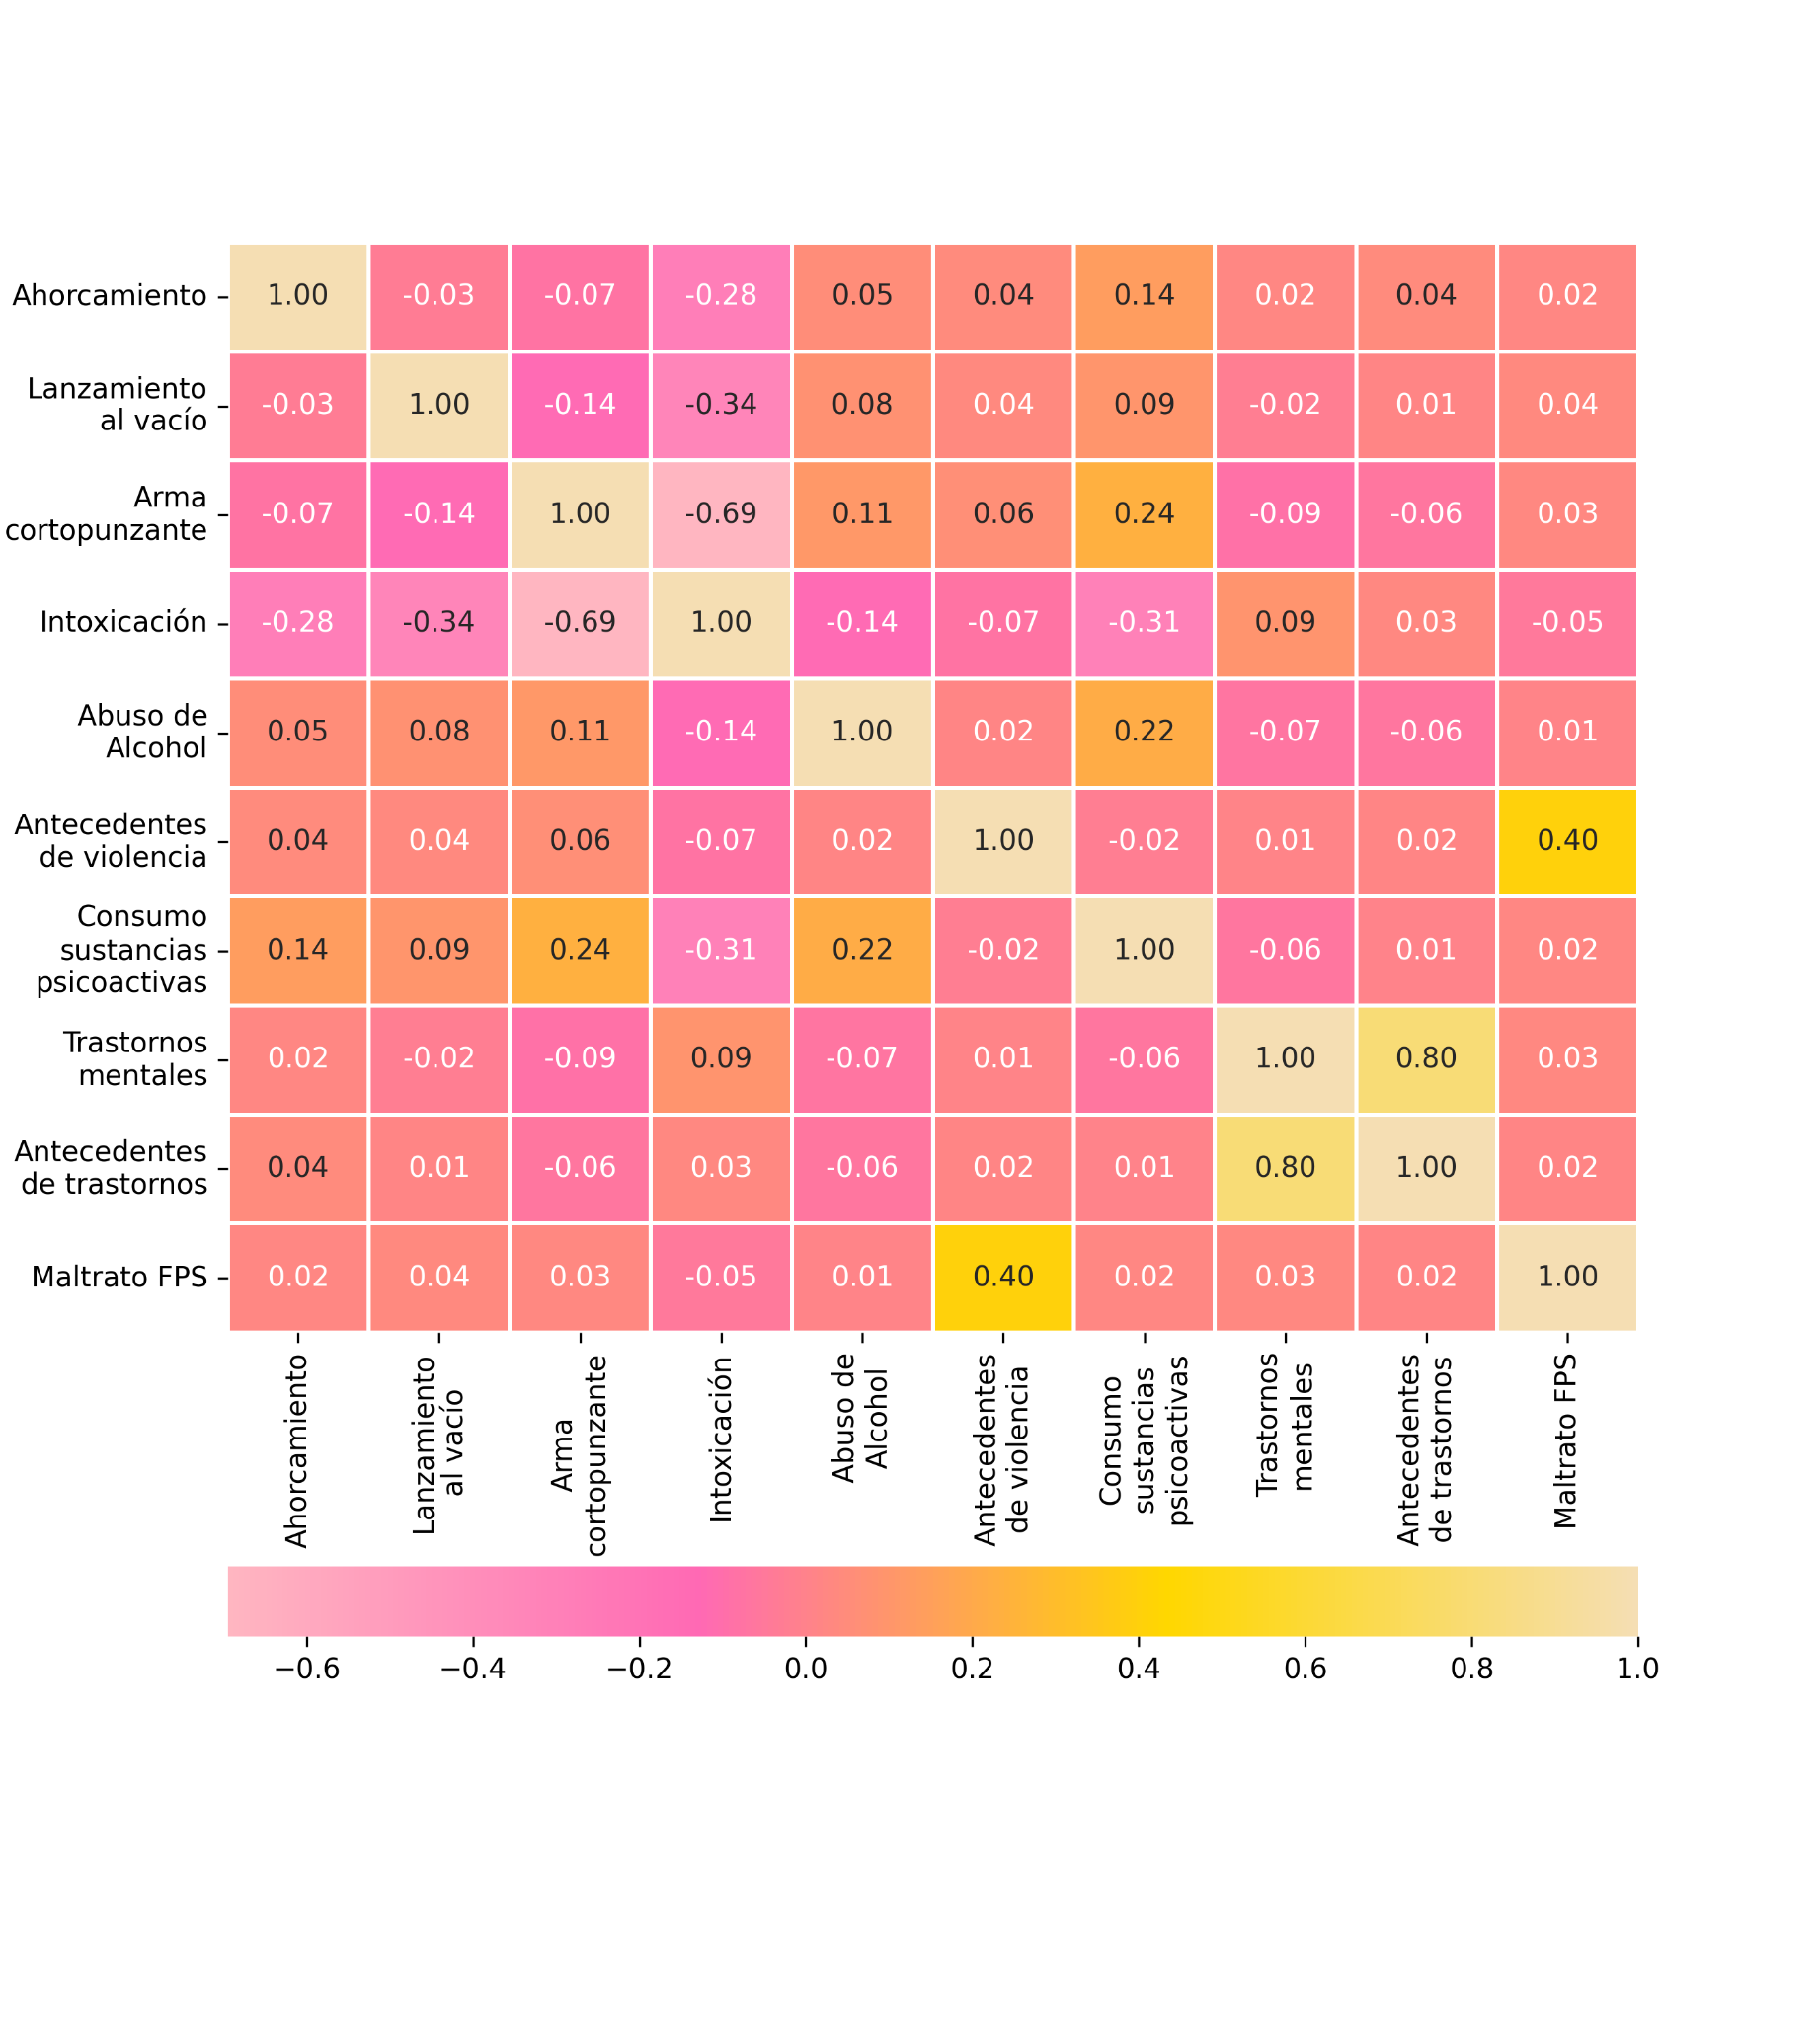 Ahorcamiento 1.00 -0.03 -0.07 -0.28 0.05 0.04 0.14 0.02 0.04 0.02
Lanzamiento
al vacío -0.03 1.00 -0.14 -0.34 0.08 0.04 0.09 -0.02 0.01 0.04
Arma
cortopunzante -0.07 -0.14 1.00 -0.69 0.11 0.06 0.24 -0.09 -0.06 0.03
Intoxicación -0.28 -0.34 -0.69 1.00 -0.14 -0.07 -0.31 0.09 0.03 -0.05
Abuso de
Alcohol 0.05 0.08 0.11 -0.14 1.00 0.02 0.22 -0.07 -0.06 0.01
Antecedentes
de violencia 0.04 0.04 0.06 -0.07 0.02 1.00 -0.02 0.01 0.02 0.40
Consumo
sustancias
psicoactivas 0.14 0.09 0.24 -0.31 0.22 -0.02 1.00 -0.06 0.01 0.02
Trastornos
mentales 0.02 -0.02 -0.09 0.09 -0.07 0.01 -0.06 1.00 0.80 0.03
Antecedentes
de trastornos 0.04 0.01 -0.06 0.03 -0.06 0.02 0.01 0.80 1.00 0.02
Maltrato FPS 0.02 0.04 0.03 -0.05 0.01 0.40 0.02 0.03 0.02 1.00
Ahorcamiento
Lanzamiento
al vacío
Arma
cortopunzante
Intoxicación
Abuso de
Alcohol
Antecedentes
de violencia
Consumo
sustancias
psicoactivas
Trastornos
mentales
Antecedentes
de trastornos
Maltrato FPS
−0.6 −0.4 −0.2 0.0 0.2 0.4 0.6 0.8 1.0